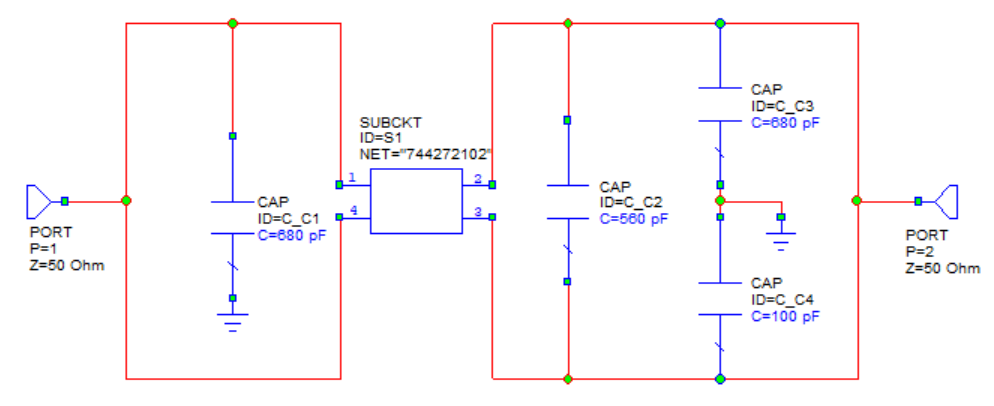 PORT
P=1
Z=50 Ohm
CAP
ID=C_C1
C=680 pF
SUBCKT
ID=S1
NET="744272102"
1
2
4
3
CAP
ID=C_C2
C=560 pF
CAP
ID=C_C3
C=680 pF
CAP
ID=C_C4
C=100 pF
PORT
P=2
Z=50 Ohm